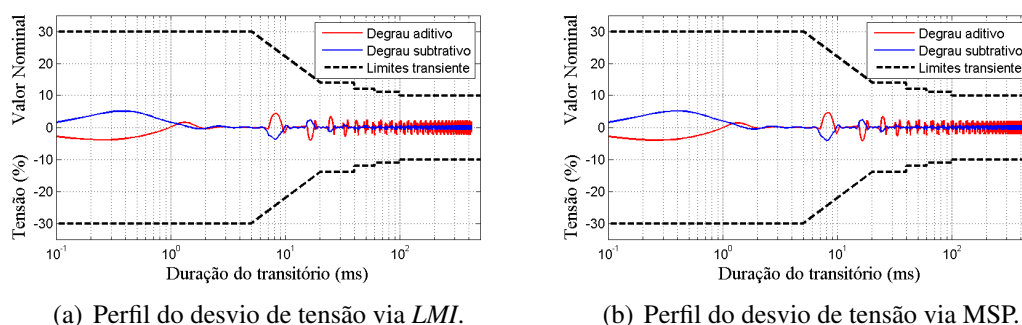 Valor Nominal
Tensão (%)
30
20
10
0
-10
-20
-30
Degrau aditivo
Degrau subtrativo
Limites transiente
10-1
100
101
102
Duração do transitório (ms)
(a) Perfil do desvio de tensão via LMI.
Valor Nominal
Tensão (%)
30
20
10
0
-10
-20
-30
Degrau aditivo
Degrau subtrativo
Limites transiente
10-1
100
101
102
Duração do transitório (ms)
(b) Perfil do desvio de tensão via MSP.